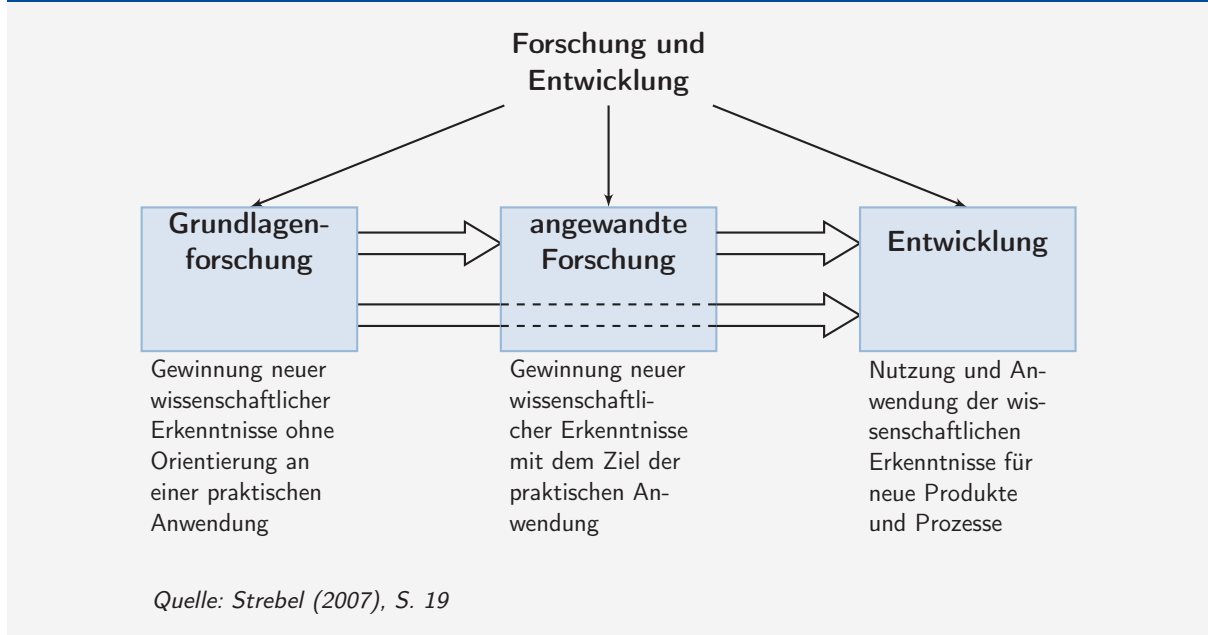 Forschung und
Entwicklung
Grundlagen-
forschung
angewandte
Forschung
Entwicklung
Gewinnung neuer
wissenschaftlicher
Erkenntnisse ohne
Orientierung an
einer praktischen
Anwendung
Gewinnung neuer
wissenschaftli-
cher Erkenntnisse
mit dem Ziel der
praktischen An-
wendung
Nutzung und An-
wendung der wis-
senschaftlichen
Erkenntnisse für
neue Produkte
und Prozesse
Quelle: Strebel (2007), S. 19